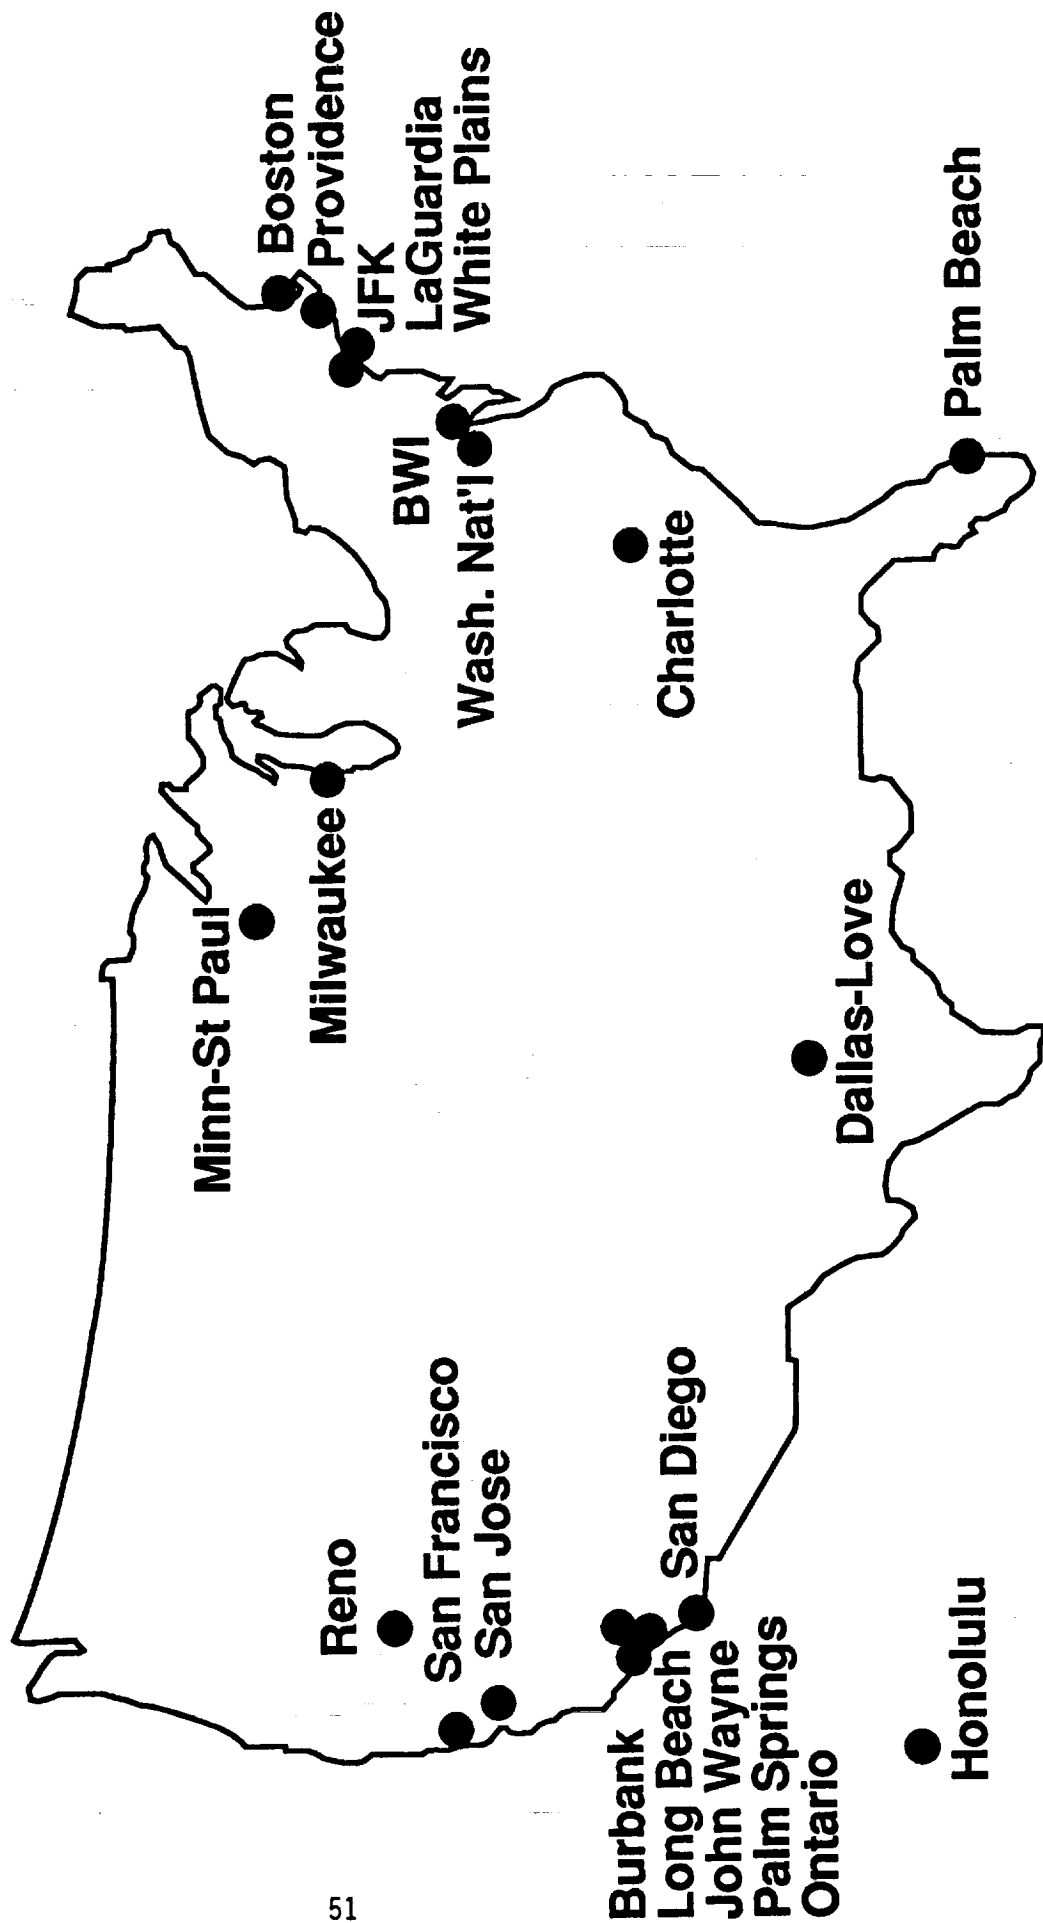 Minn-St Paul
Milwaukee
Boston
Providence
JFK
LaGuardia
White Plains
BWI
Wash. Nat'l
Reno
San Francisco
San Jose
Charlotte
Burbank
Long Beach
John Wayne
Palm Springs
Ontario
San Diego
Dallas-Love
Palm Beach
Honolulu
51